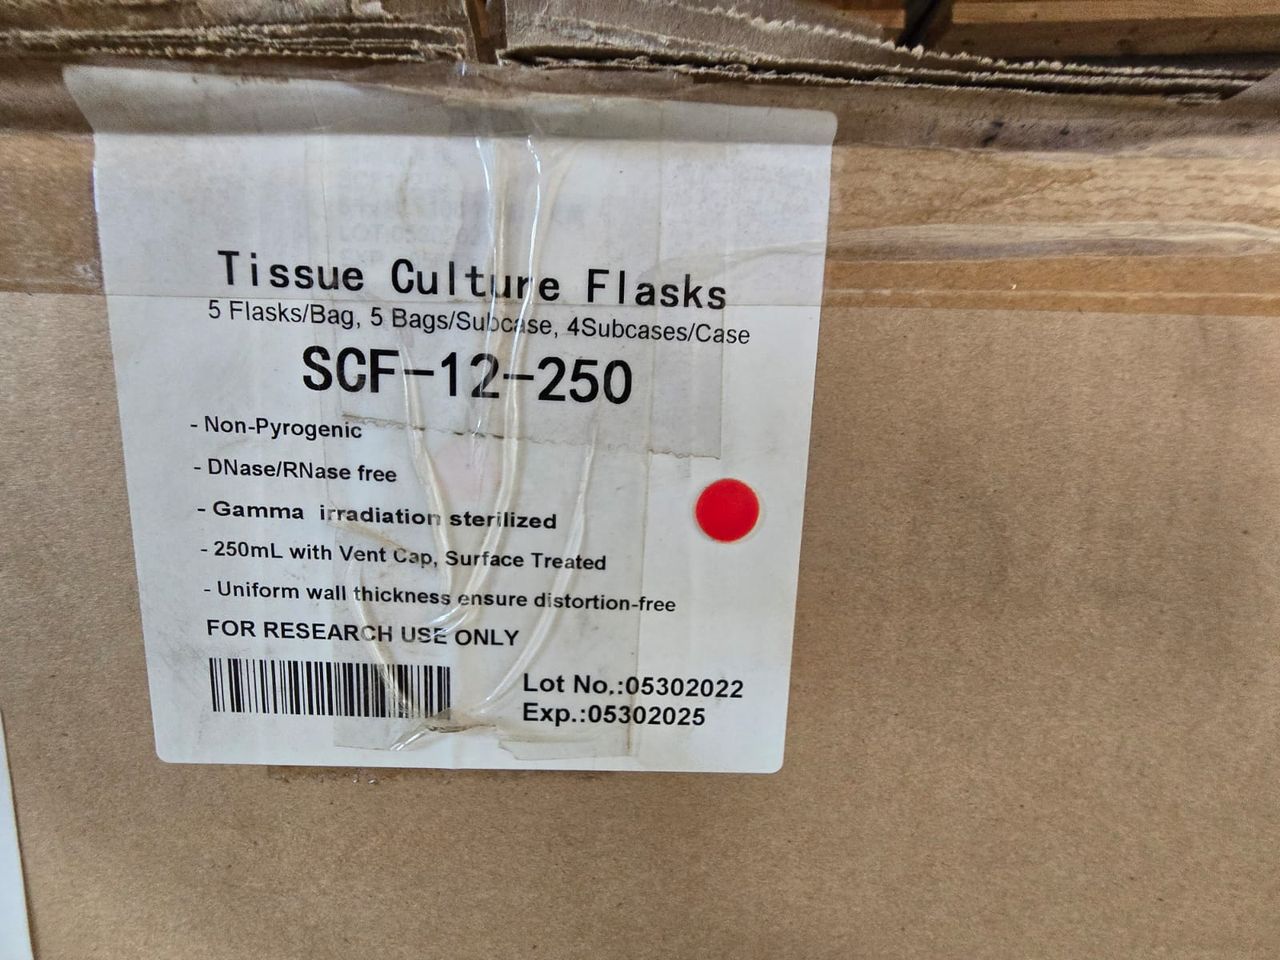 Tissue Culture Flasks
5 Flasks/Bag, 5 Bags/Subcase, 4Subcases/Case
SCF-12-250
- Non-Pyrogenic
- DNase/RNase free
- Gamma irradiation sterilized
- 250mL with Vent Cap, Surface Treated
- Uniform wall thickness ensure distortion-free
FOR RESEARCH USE ONLY
Lot No.:05302022
Exp.:05302025